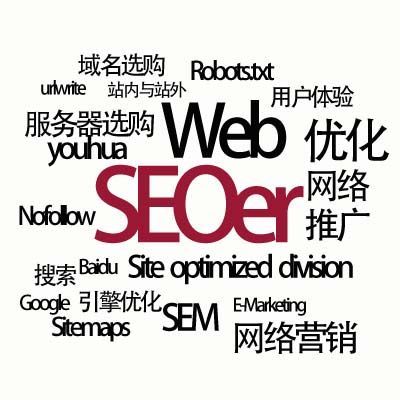 域名选购
Robots.txt
urlwrite
站内与站外
用户体验
服务器选购
Web
优化
youhua
SEOer
网络
推广
Nofollow
搜索
Baidu
Site optimized division
Google
引擎优化
SEM
E-Marketing
Sitemaps
网络营销